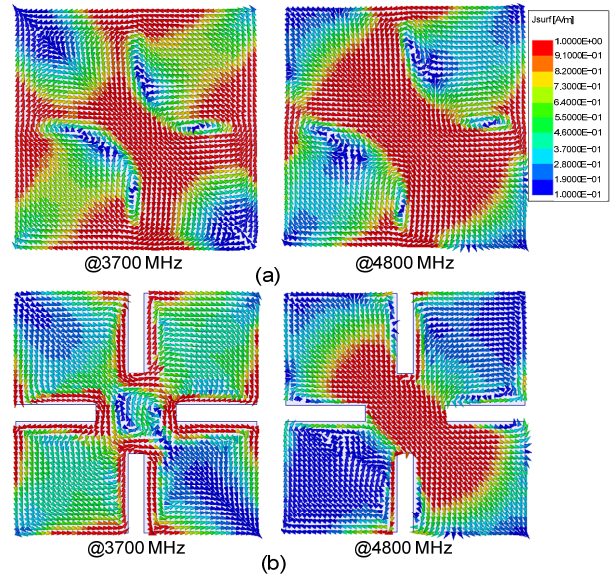 Jsurf [A/m]
1.0000E+00
9.1000E-01
8.2000E-01
7.3000E-01
6.4000E-01
5.5000E-01
4.6000E-01
3.7000E-01
2.8000E-01
1.9000E-01
1.0000E-01
@3700 MHz
@4800 MHz
(a)
@3700 MHz
@4800 MHz
(b)